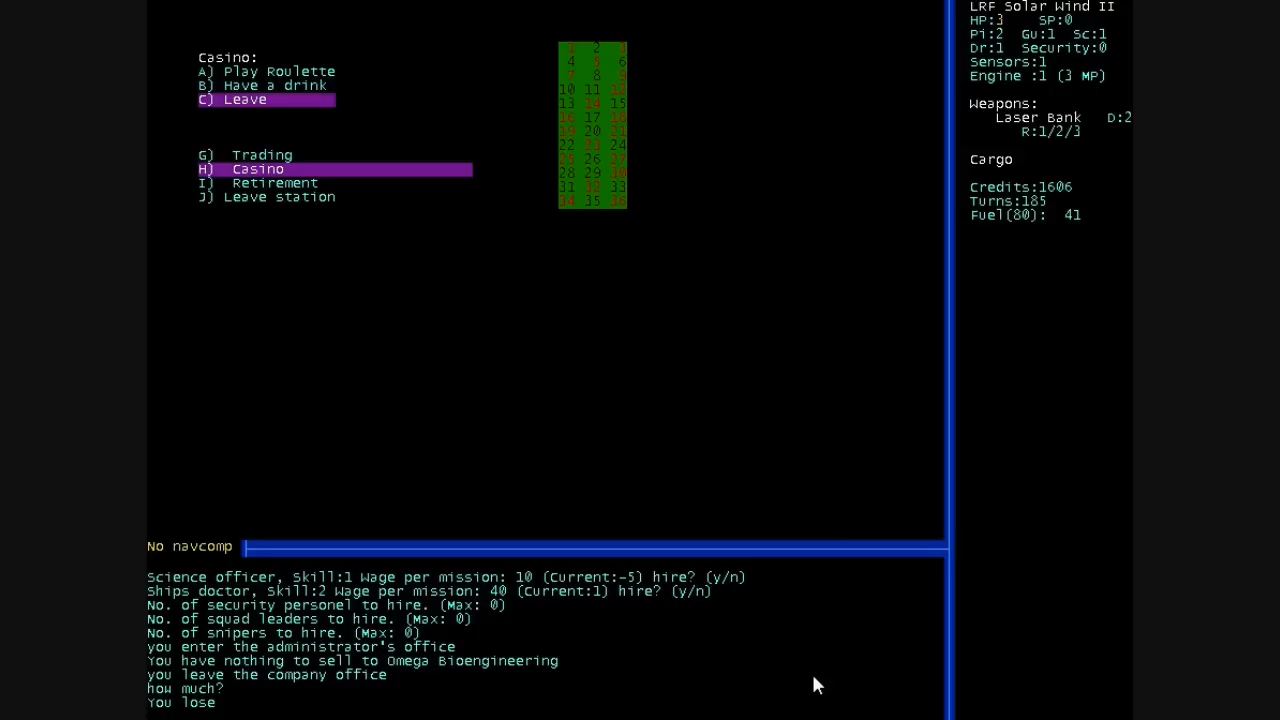 Casino:
A) Play Roulette
B) Have a drink
C) Leave
G) Trading
H) Casino
I) Retirement
J) Leave station
1 2 3
4 5 6
7 8 9
10 11 12
13 14 15
16 17 18
19 20 21
22 23 24
25 26 27
28 29 30
31 32 33
34 35 36
LRF Solar Wind II
HP:3 SP:0
Pi:2 Gu:1 Sc:1
Dr:1 Security:0
Sensors:1
Engine :1 (3 MP)
Weapons:
Laser Bank D:2
R:1/2/3
Cargo
Credits:1606
Turns:185
Fuel(80): 41
No navcomp
Science officer, Skill:1 Wage per mission: 10 (Current:-5) hire? (y/n)
Ships doctor, Skill:2 Wage per mission: 40 (Current:1) hire? (y/n)
No. of security personel to hire. (Max: 0)
No. of squad leaders to hire. (Max: 0)
No. of snipers to hire. (Max: 0)
you enter the administrator's office
You have nothing to sell to Omega Bioengineering
you leave the company office
how much?
You lose